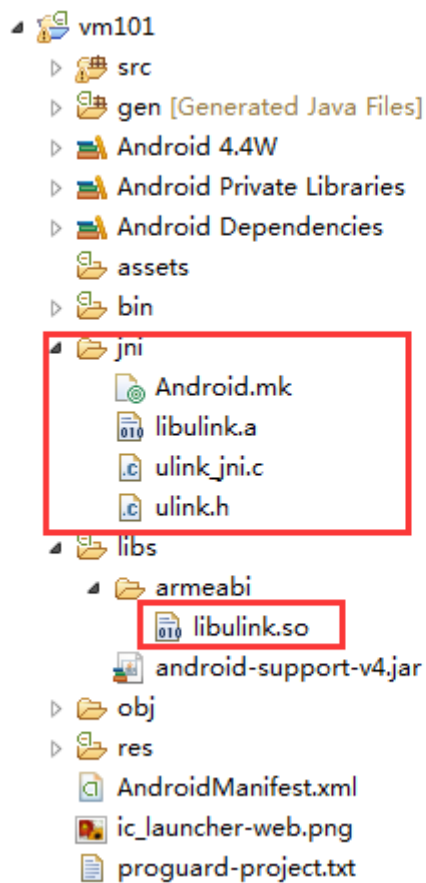 vm101
src
gen [Generated Java Files]
Android 4.4W
Android Private Libraries
Android Dependencies
assets
bin
jni
Android.mk
libulink.a
ulink_jni.c
ulink.h
libs
armeabi
libulink.so
android-support-v4.jar
obj
res
AndroidManifest.xml
ic_launcher-web.png
proguard-project.txt